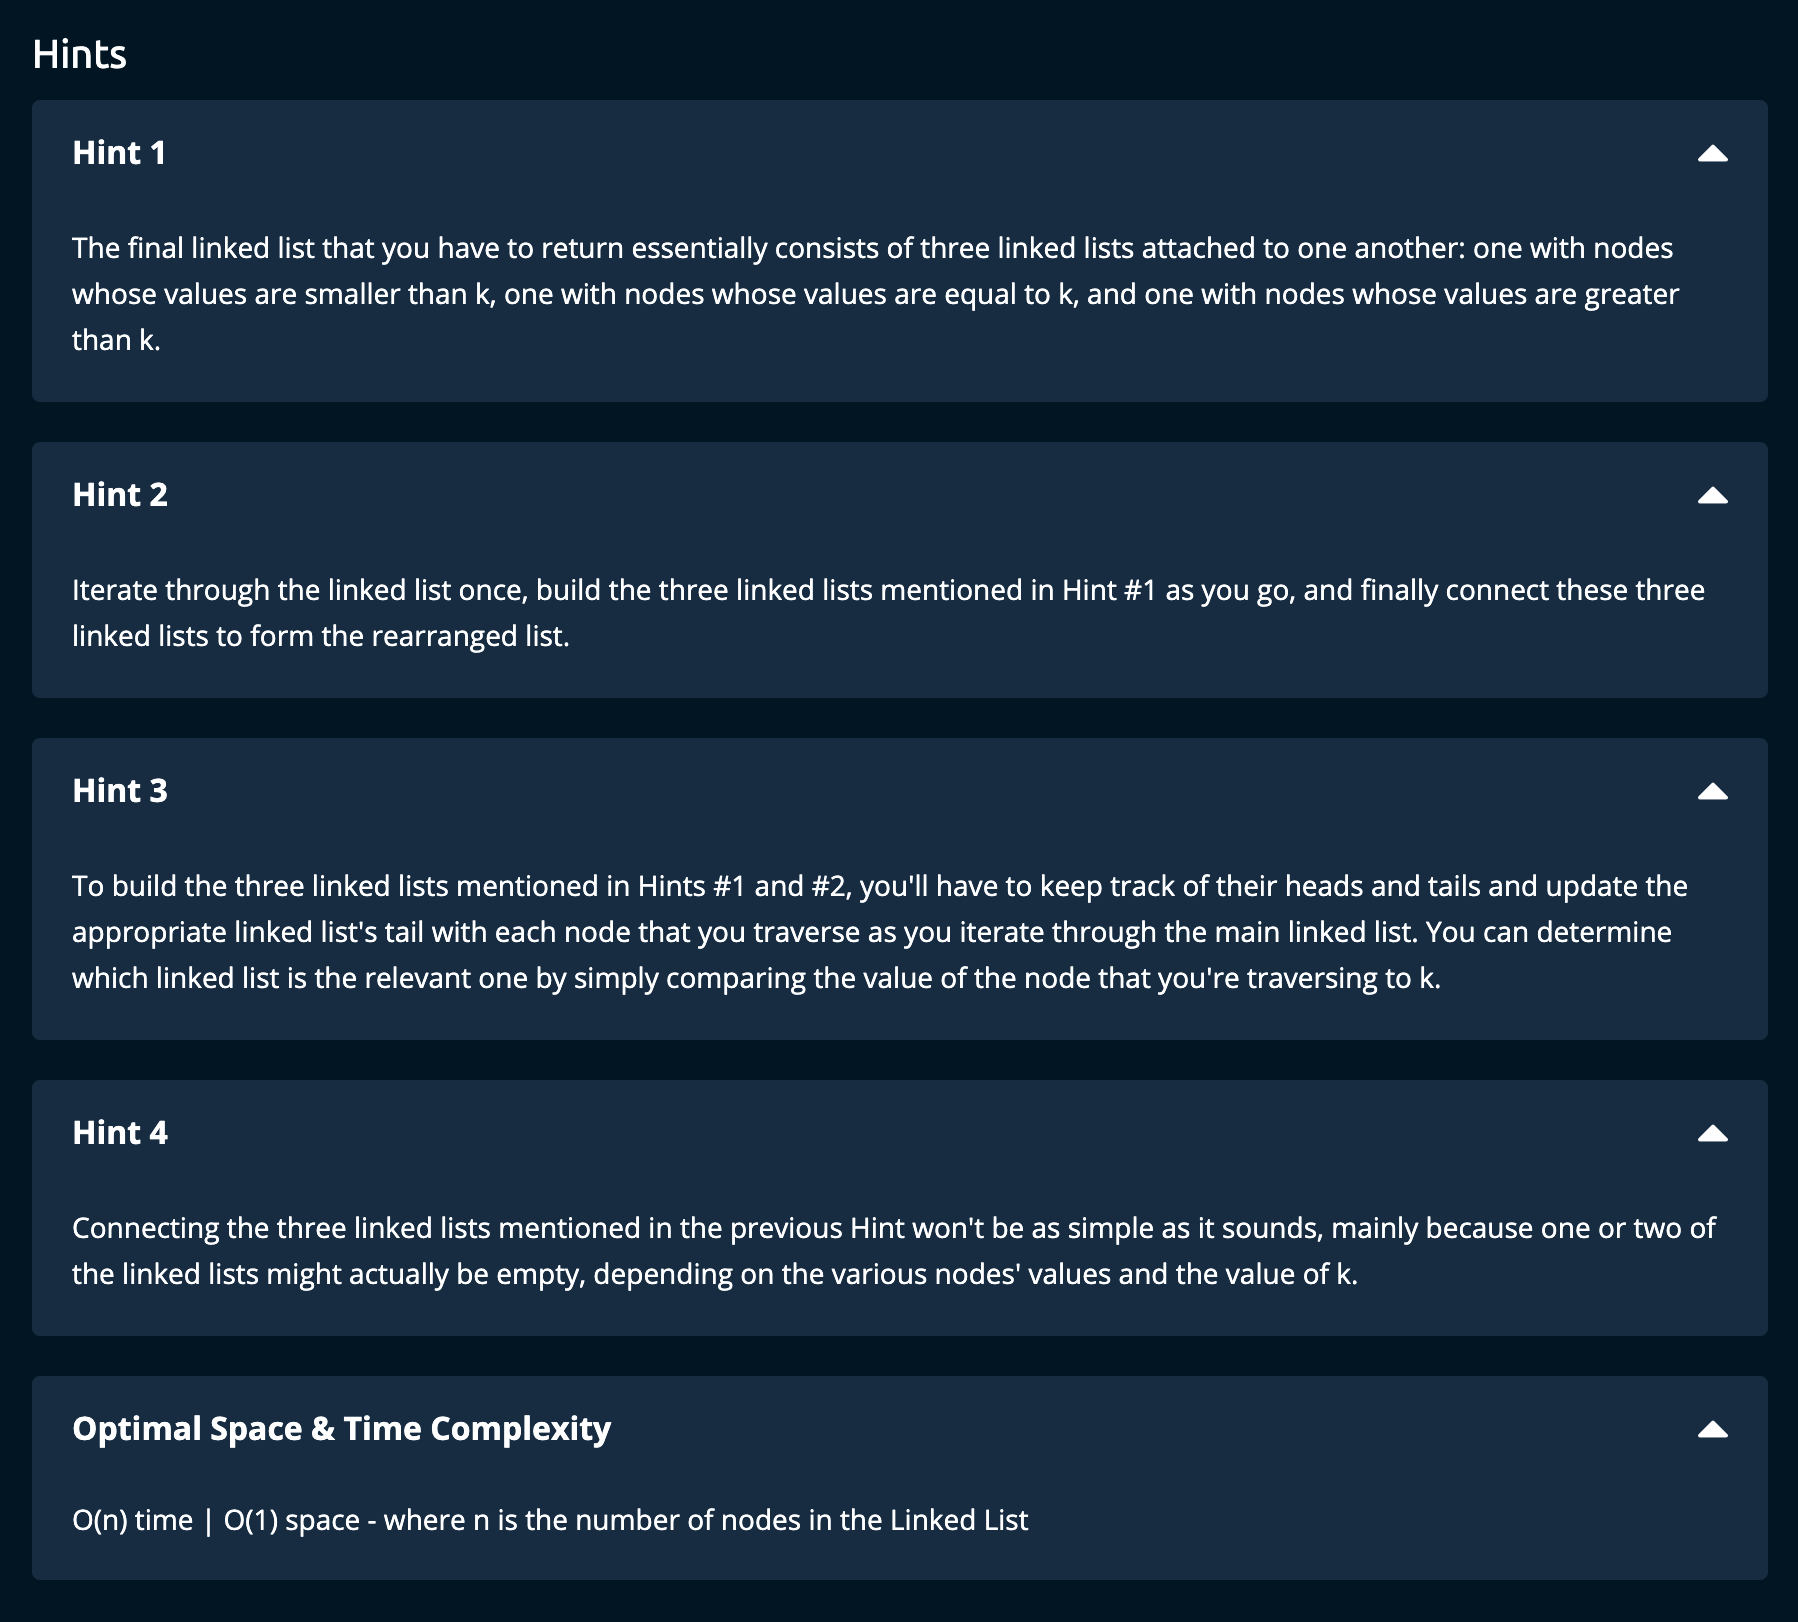 Hints
Hint 1
The final linked list that you have to return essentially consists of three linked lists attached to one another: one with nodes
whose values are smaller than k, one with nodes whose values are equal to k, and one with nodes whose values are greater
than k.
Hint 2
Iterate through the linked list once, build the three linked lists mentioned in Hint #1 as you go, and finally connect these three
linked lists to form the rearranged list.
Hint 3
To build the three linked lists mentioned in Hints #1 and #2, you'll have to keep track of their heads and tails and update the
appropriate linked list's tail with each node that you traverse as you iterate through the main linked list. You can determine
which linked list is the relevant one by simply comparing the value of the node that you're traversing to k.
Hint 4
Connecting the three linked lists mentioned in the previous Hint won't be as simple as it sounds, mainly because one or two of
the linked lists might actually be empty, depending on the various nodes' values and the value of k.
Optimal Space & Time Complexity
O(n) time | O(1) space - where n is the number of nodes in the Linked List